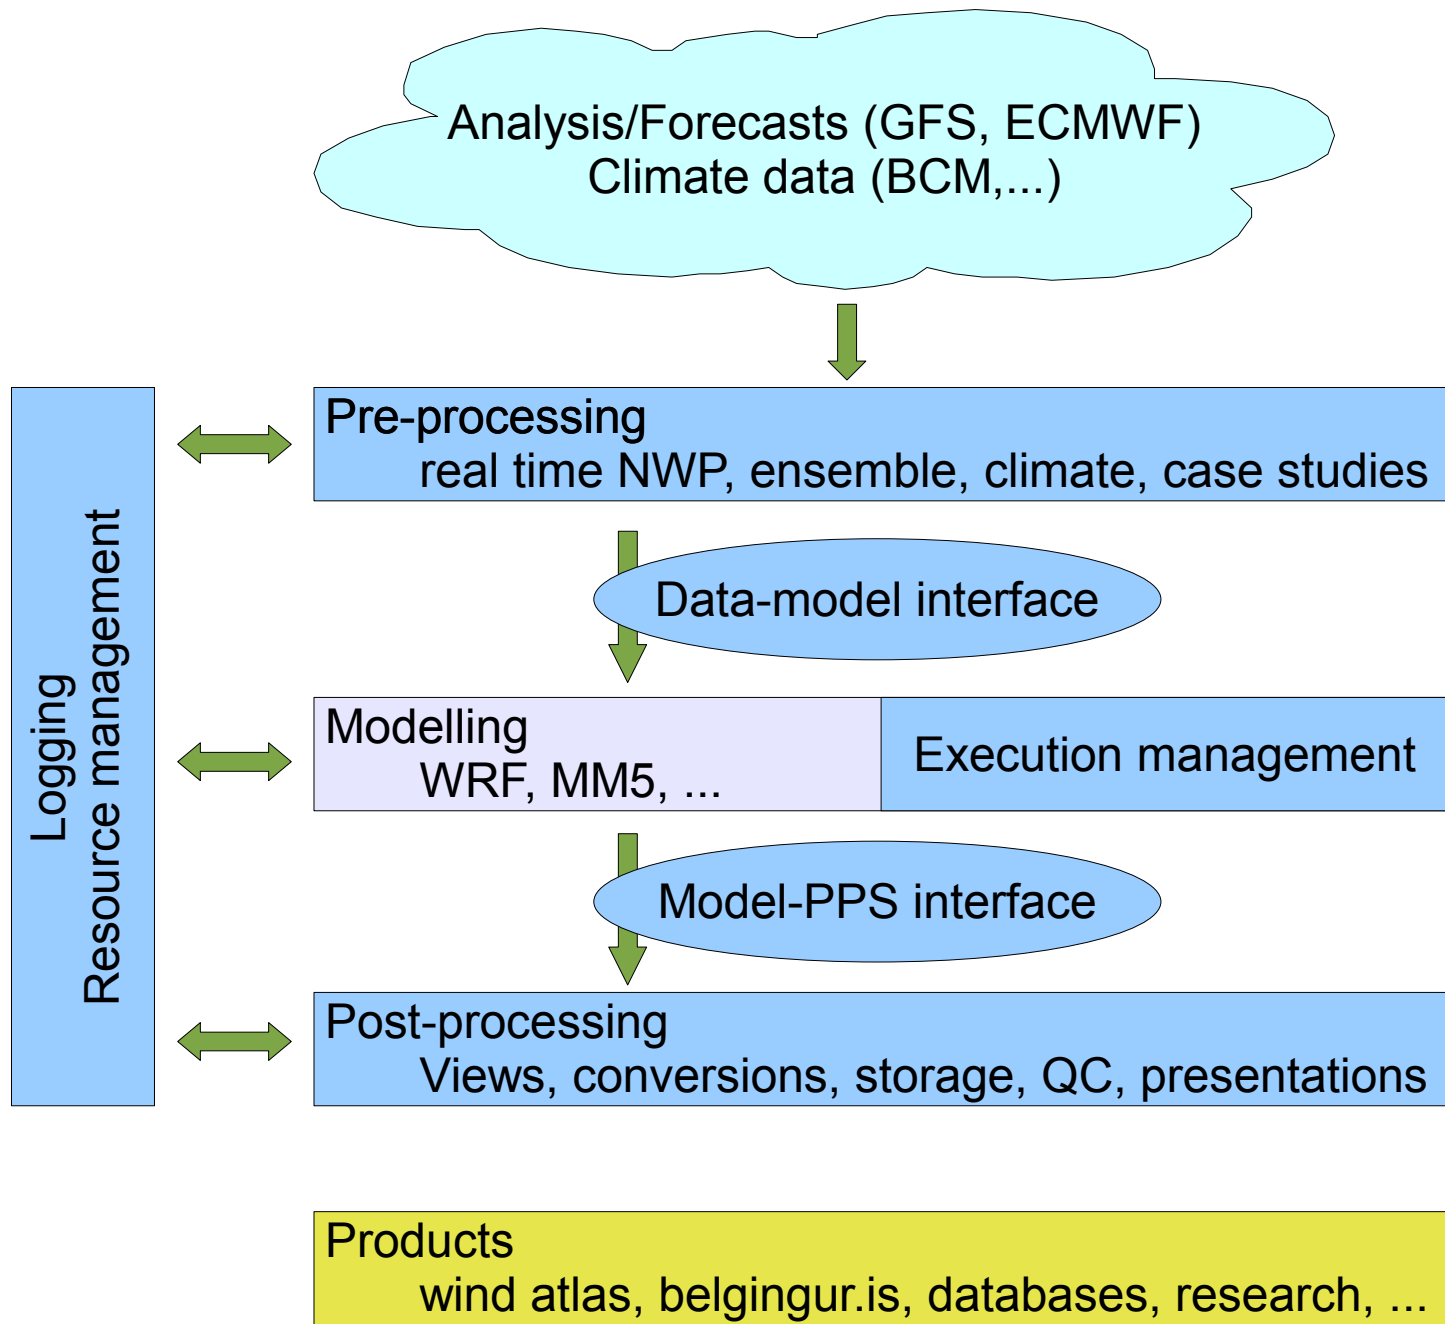 Analysis/Forecasts (GFS, ECMWF)
Climate data (BCM,...)
Logging
Resource management
Pre-processing
real time NWP, ensemble, climate, case studies
Data-model interface
Modelling
WRF, MM5, ...
Execution management
Model-PPS interface
Post-processing
Views, conversions, storage, QC, presentations
Products
wind atlas, belgingur.is, databases, research, ...